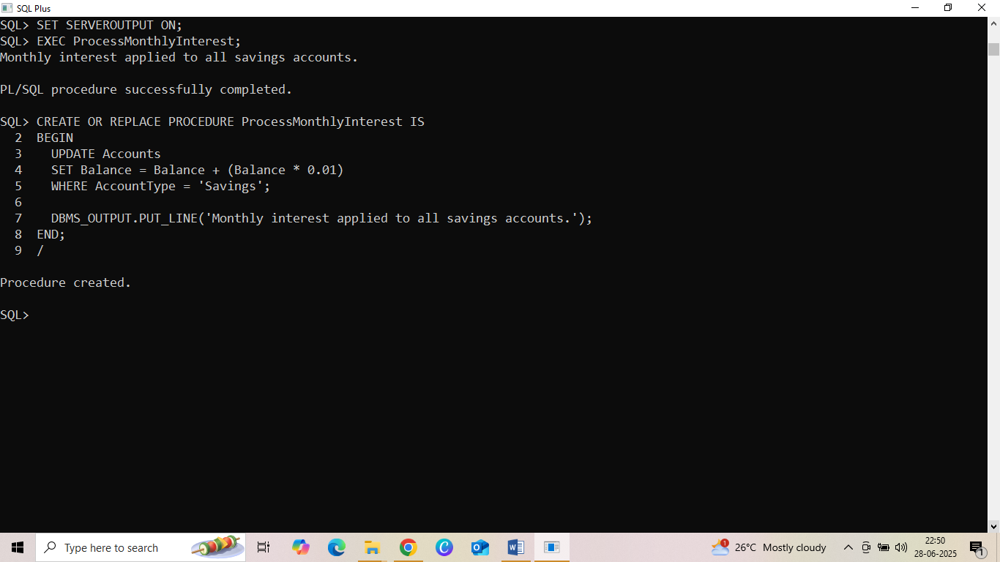 SQL Plus
SQL> SET SERVEROUTPUT ON;
SQL> EXEC ProcessMonthlyInterest;
Monthly interest applied to all savings accounts.
PL/SQL procedure successfully completed.
SQL> CREATE OR REPLACE PROCEDURE ProcessMonthlyInterest IS
  2  BEGIN
  3    UPDATE Accounts
  4    SET Balance = Balance + (Balance * 0.01)
  5    WHERE AccountType = 'Savings';
  6
  7    DBMS_OUTPUT.PUT_LINE('Monthly interest applied to all savings accounts.');
  8  END;
  9  /
Procedure created.
SQL>
Type here to search
1
26°C Mostly cloudy
22:50
28-06-2025
1